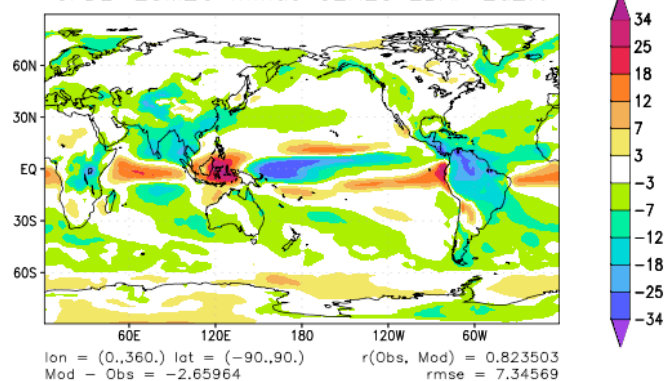 34
25
16
12
7
3
-3
-7
-12
-18
-25
-34
60N
30N
EQ
30S
60S
60E 120E 180 120W 60W
lon = (0.,360.) lat = (-90.,90.) r(Obs, Mod) = 0.823503
Mod - Obs = -2.65964 rmse = 7.34569